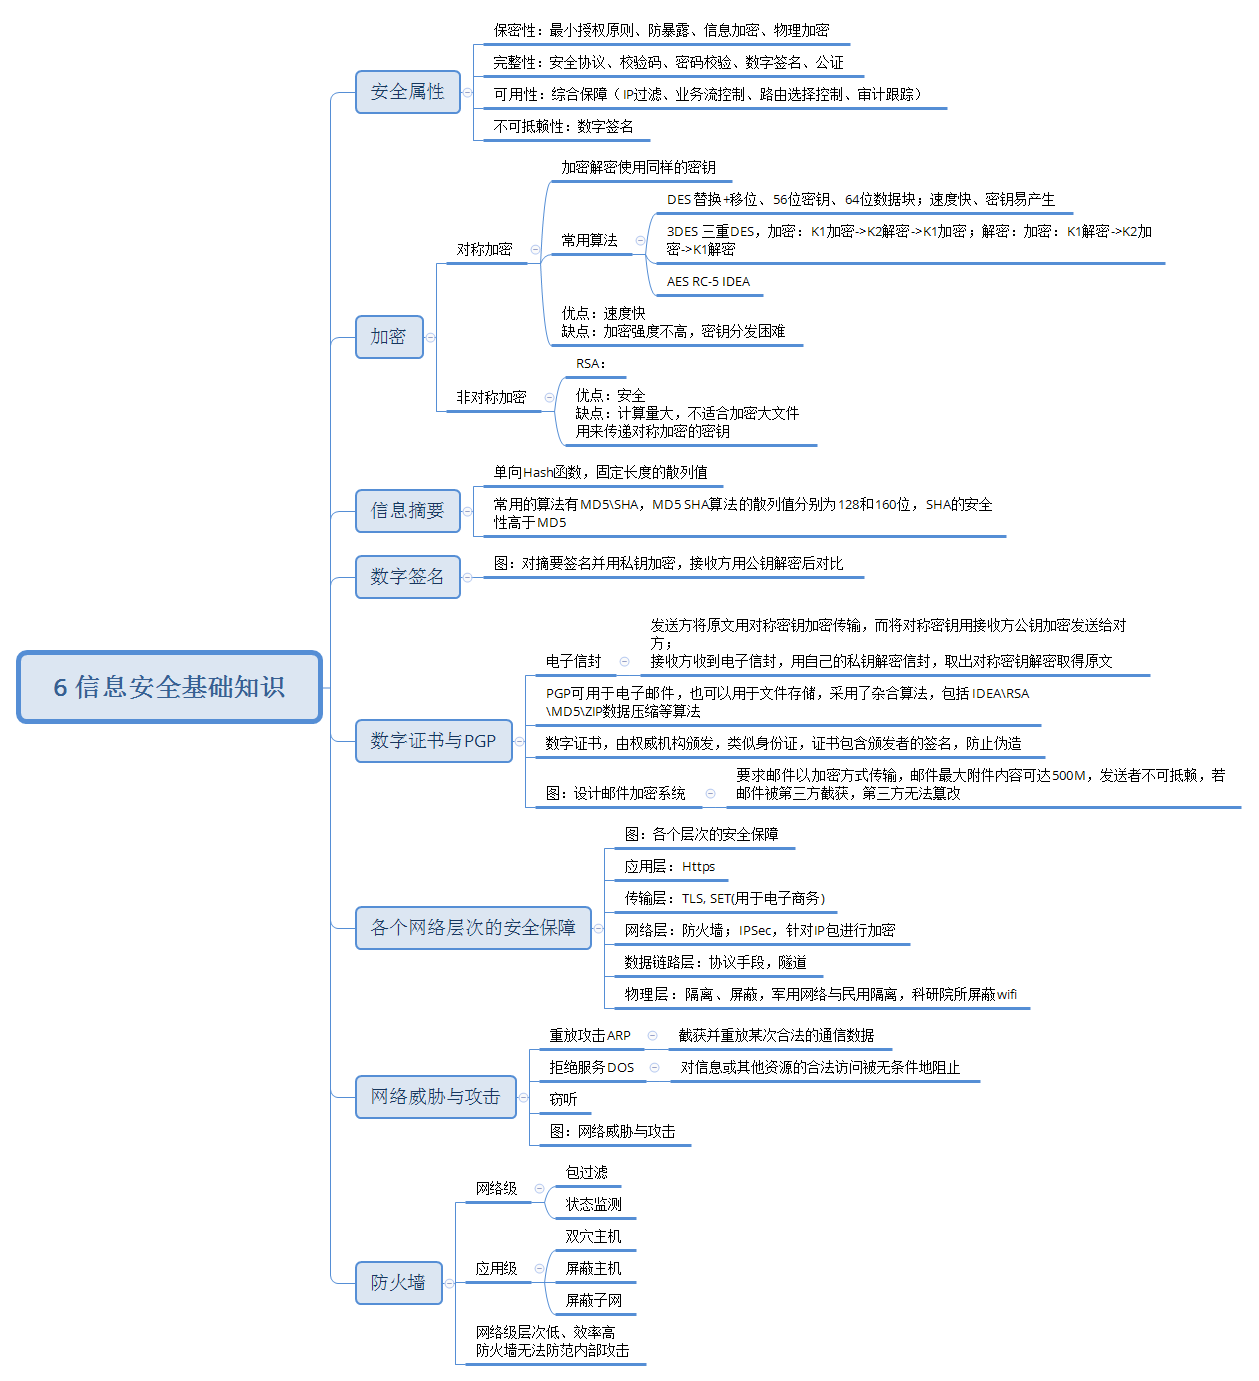 6 信息安全基础知识
安全属性
保密性：最小授权原则、防暴露、信息加密、物理加密
完整性：安全协议、校验码、密码校验、数字签名、公证
可用性：综合保障（IP过滤、业务流控制、路由选择控制、审计跟踪）
不可抵赖性：数字签名
加密
对称加密
加密解密使用同样的密钥
常用算法
DES 替换+移位、56位密钥、64位数据块；速度快、密钥易产生
3DES 三重DES，加密：K1加密->K2解密->K1加密；解密：加密：K1解密->K2加
密->K1解密
AES RC-5 IDEA
优点：速度快
缺点：加密强度不高，密钥分发困难
非对称加密
RSA：
优点：安全
缺点：计算量大，不适合加密大文件
用来传递对称加密的密钥
信息摘要
单向Hash函数，固定长度的散列值
常用的算法有MD5\SHA，MD5 SHA算法的散列值分别为128和160位，SHA的安全
性高于MD5
数字签名
图：对摘要签名并用私钥加密，接收方用公钥解密后对比
数字证书与PGP
电子信封
发送方将原文用对称密钥加密传输，而将对称密钥用接收方公钥加密发送给对
方；
接收方收到电子信封，用自己的私钥解密信封，取出对称密钥解密取得原文
PGP可用于电子邮件，也可以用于文件存储，采用了杂合算法，包括 IDEA\RSA
\MD5\ZIP数据压缩等算法
数字证书，由权威机构颁发，类似身份证，证书包含颁发者的签名，防止伪造
图：设计邮件加密系统
要求邮件以加密方式传输，邮件最大附件内容可达500M，发送者不可抵赖，若
邮件被第三方截获，第三方无法篡改
各个网络层次的安全保障
图：各个层次的安全保障
应用层：Https
传输层：TLS, SET(用于电子商务)
网络层：防火墙；IPSec，针对IP包进行加密
数据链路层：协议手段，隧道
物理层：隔离、屏蔽，军用网络与民用隔离，科研院所屏蔽wifi
网络威胁与攻击
重放攻击ARP
截获并重放某次合法的通信数据
拒绝服务DOS
对信息或其他资源的合法访问被无条件地阻止
窃听
图：网络威胁与攻击
防火墙
网络级
包过滤
状态监测
应用级
双穴主机
屏蔽主机
屏蔽子网
网络级层次低、效率高
防火墙无法防范内部攻击